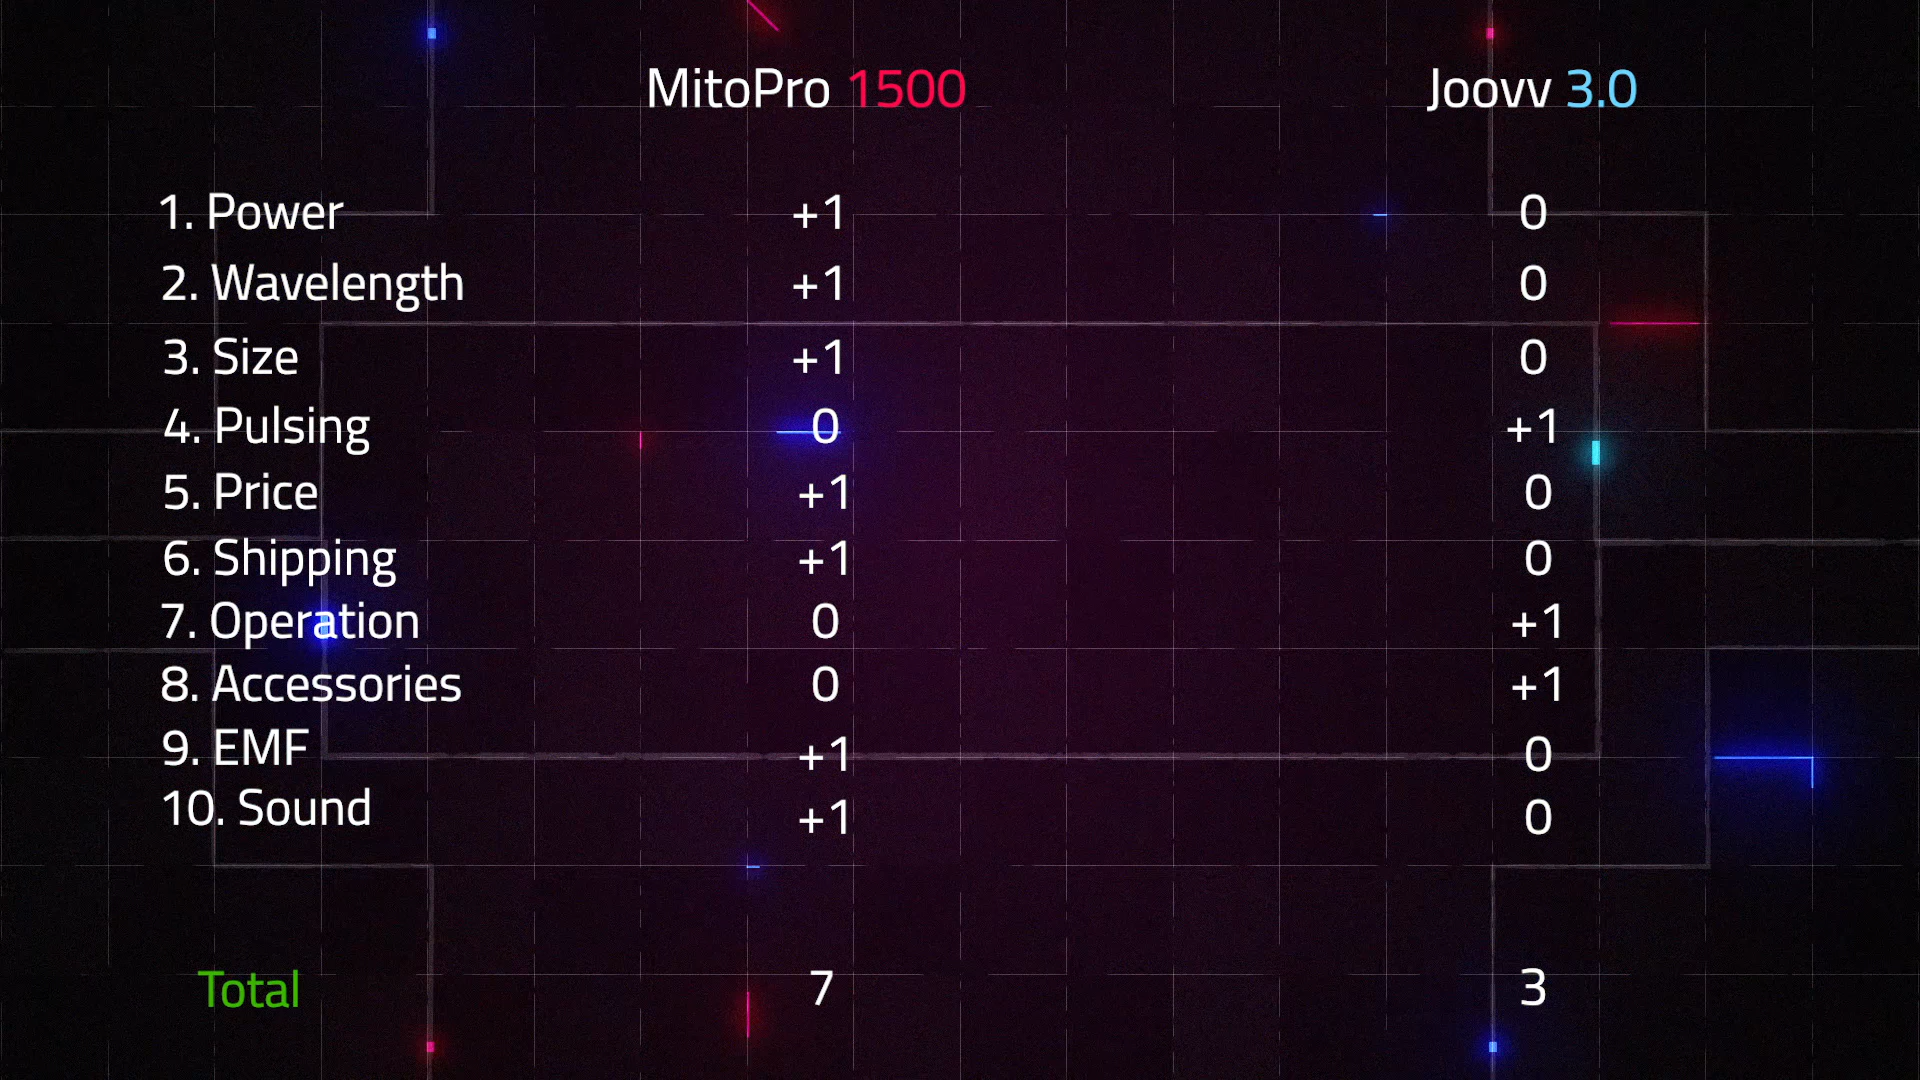 MitoPro 1500 Joovv 3.0
1. Power +1 0
2. Wavelength +1 0
3. Size +1 0
4. Pulsing 0 +1
5. Price +1 0
6. Shipping +1 0
7. Operation 0 +1
8. Accessories 0 +1
9. EMF +1 0
10. Sound +1 0
Total 7 3